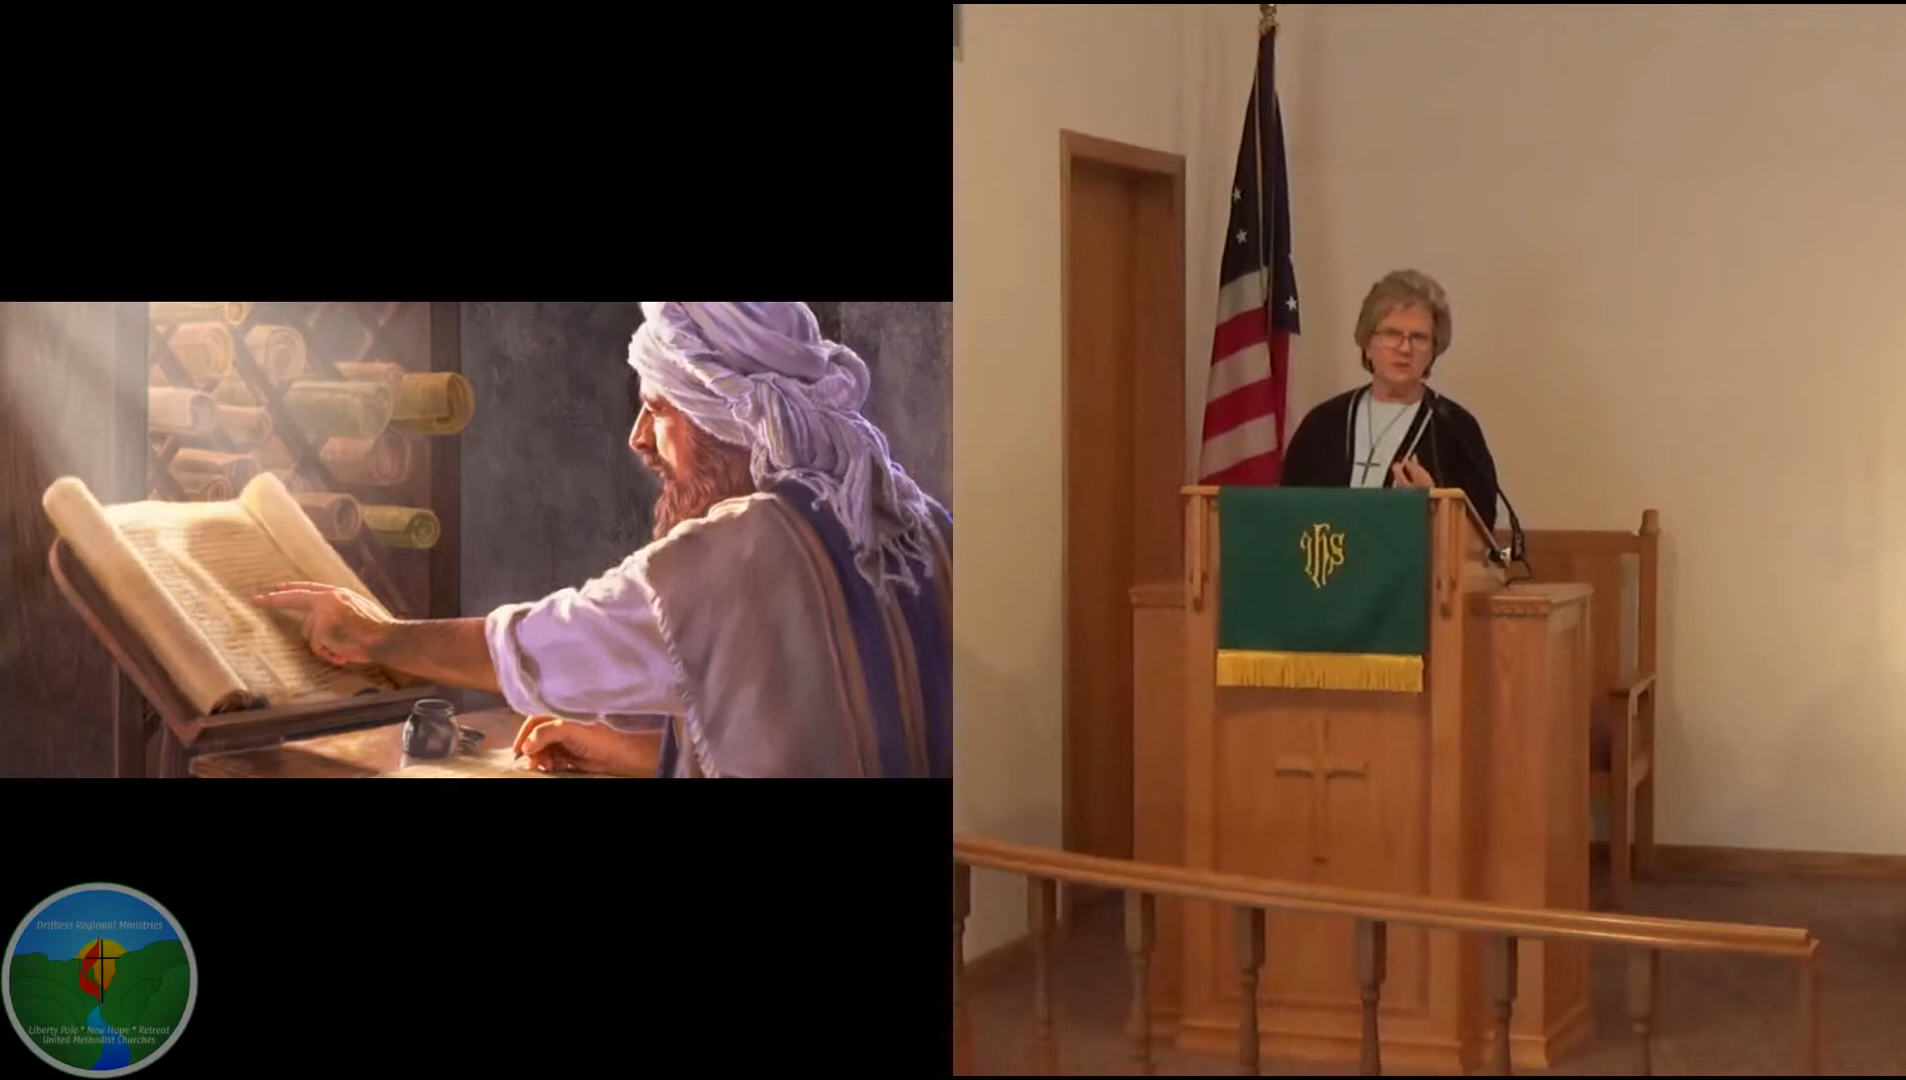 IHS
Driftless Regional Ministries
Liberty Pole * New Hope * Retreat
United Methodist Churches